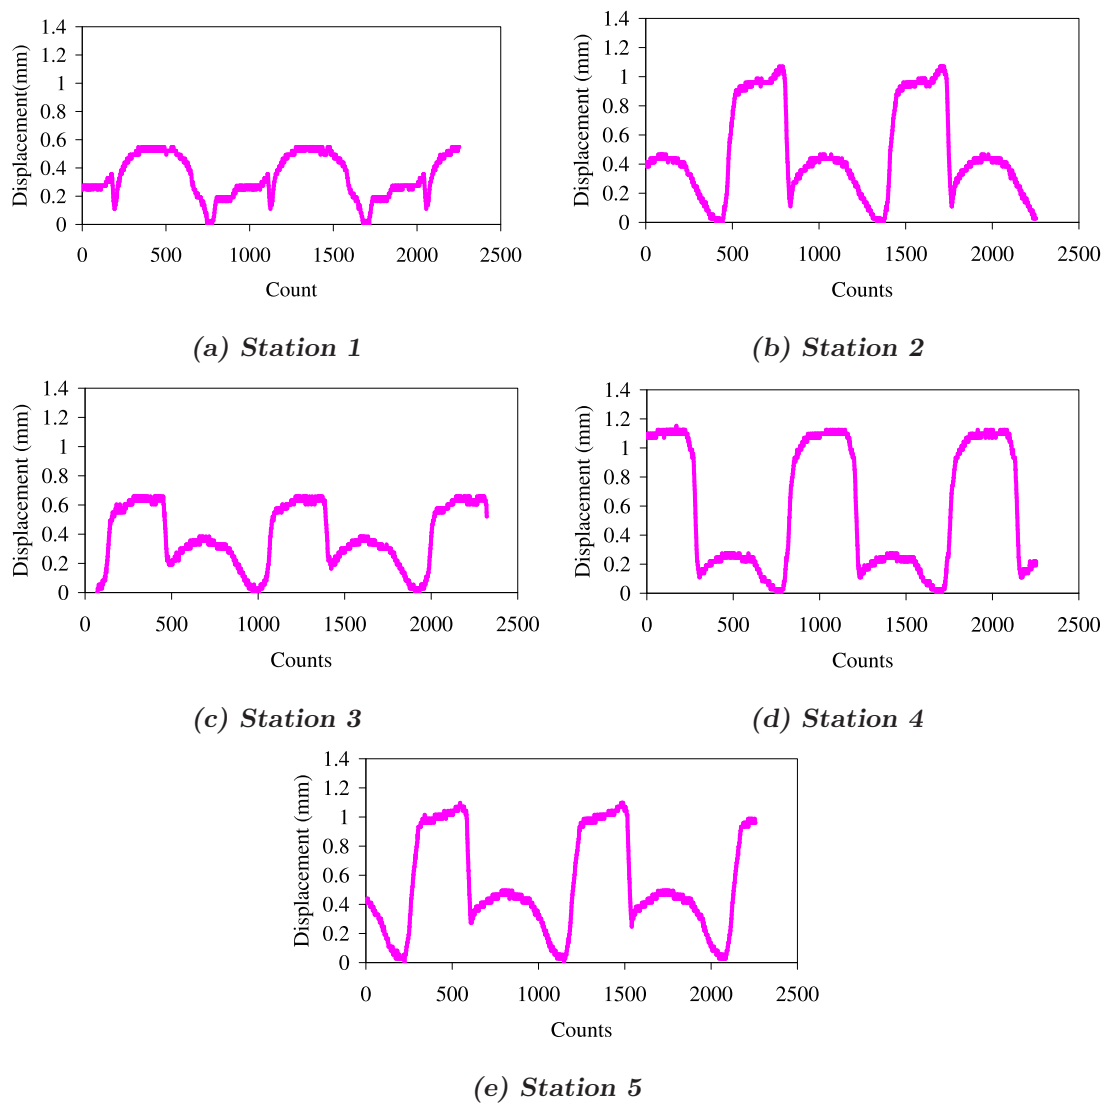 1.4
1.2
1
0.8
0.6
0.4
0.2
0
Displacement(mm)
0 500 1000 1500 2000 2500
Count
(a) Station 1
1.4
1.2
1
0.8
0.6
0.4
0.2
0
Displacement (mm)
0 500 1000 1500 2000 2500
Counts
(b) Station 2
1.4
1.2
1
0.8
0.6
0.4
0.2
0
Displacement (mm)
0 500 1000 1500 2000 2500
Counts
(c) Station 3
1.4
1.2
1
0.8
0.6
0.4
0.2
0
Displacement (mm)
0 500 1000 1500 2000 2500
Counts
(d) Station 4
1.4
1.2
1
0.8
0.6
0.4
0.2
0
Displacement (mm)
0 500 1000 1500 2000 2500
Counts
(e) Station 5